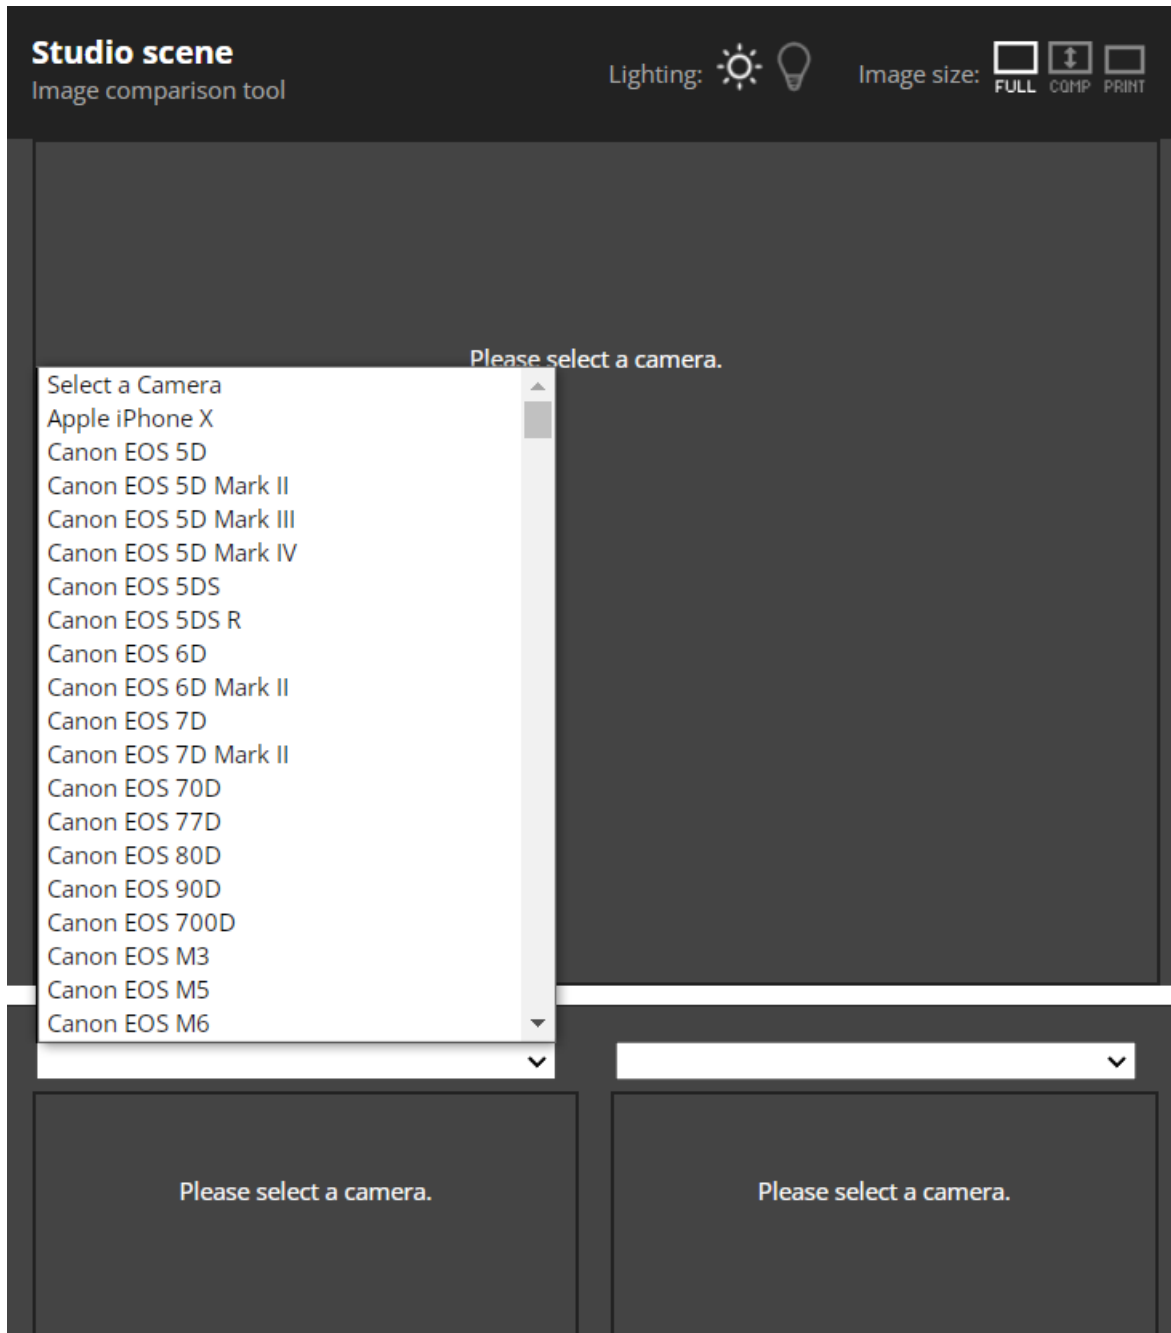 Studio scene
Image comparison tool
Lighting:
Image size:
FULL COMP PRINT
Please select a camera.
Select a Camera
Apple iPhone X
Canon EOS 5D
Canon EOS 5D Mark II
Canon EOS 5D Mark III
Canon EOS 5D Mark IV
Canon EOS 5DS
Canon EOS 5DS R
Canon EOS 6D
Canon EOS 6D Mark II
Canon EOS 7D
Canon EOS 7D Mark II
Canon EOS 70D
Canon EOS 77D
Canon EOS 80D
Canon EOS 90D
Canon EOS 700D
Canon EOS M3
Canon EOS M5
Canon EOS M6
Please select a camera.
Please select a camera.